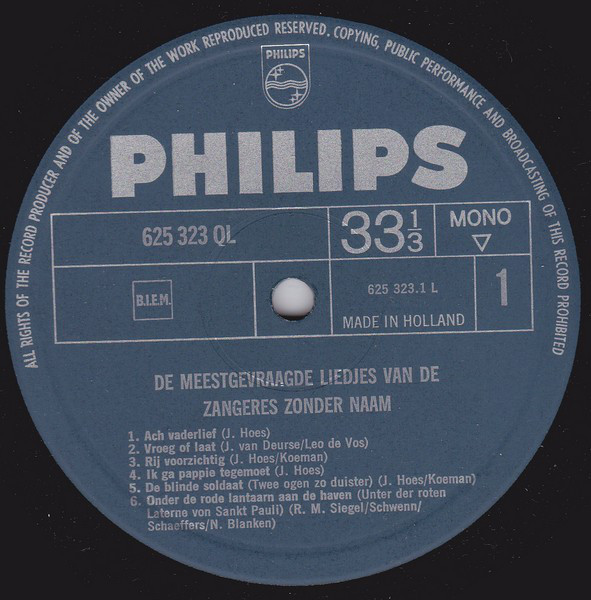 ALL RIGHTS OF THE RECORD PRODUCER AND OF THE OWNER OF THE WORK REPRODUCED RESERVED. COPYING, PUBLIC PERFORMANCE AND BROADCASTING OF THIS RECORD PROHIBITED
PHILIPS
PHILIPS
625 323 QL
33 1/3
MONO
B.I.E.M.
625 323.1 L
1
MADE IN HOLLAND
DE MEESTGEVRAAGDE LIEDJES VAN DE
ZANGERES ZONDER NAAM
1. Ach vaderlief (J. Hoes)
2. Vroeg of laat (J. van Deurse/Leo de Vos)
3. Rij voorzichtig (J. Hoes/Koeman)
4. Ik ga pappie tegemoet (J. Hoes)
5. De blinde soldaat (Twee ogen zo duister) (J. Hoes/Koeman)
6. Onder de rode lantaarn aan de haven (Unter der roten
Laterne von Sankt Pauli) (R. M. Siegel/Schwenn/
Schaeffers/N. Blanken)